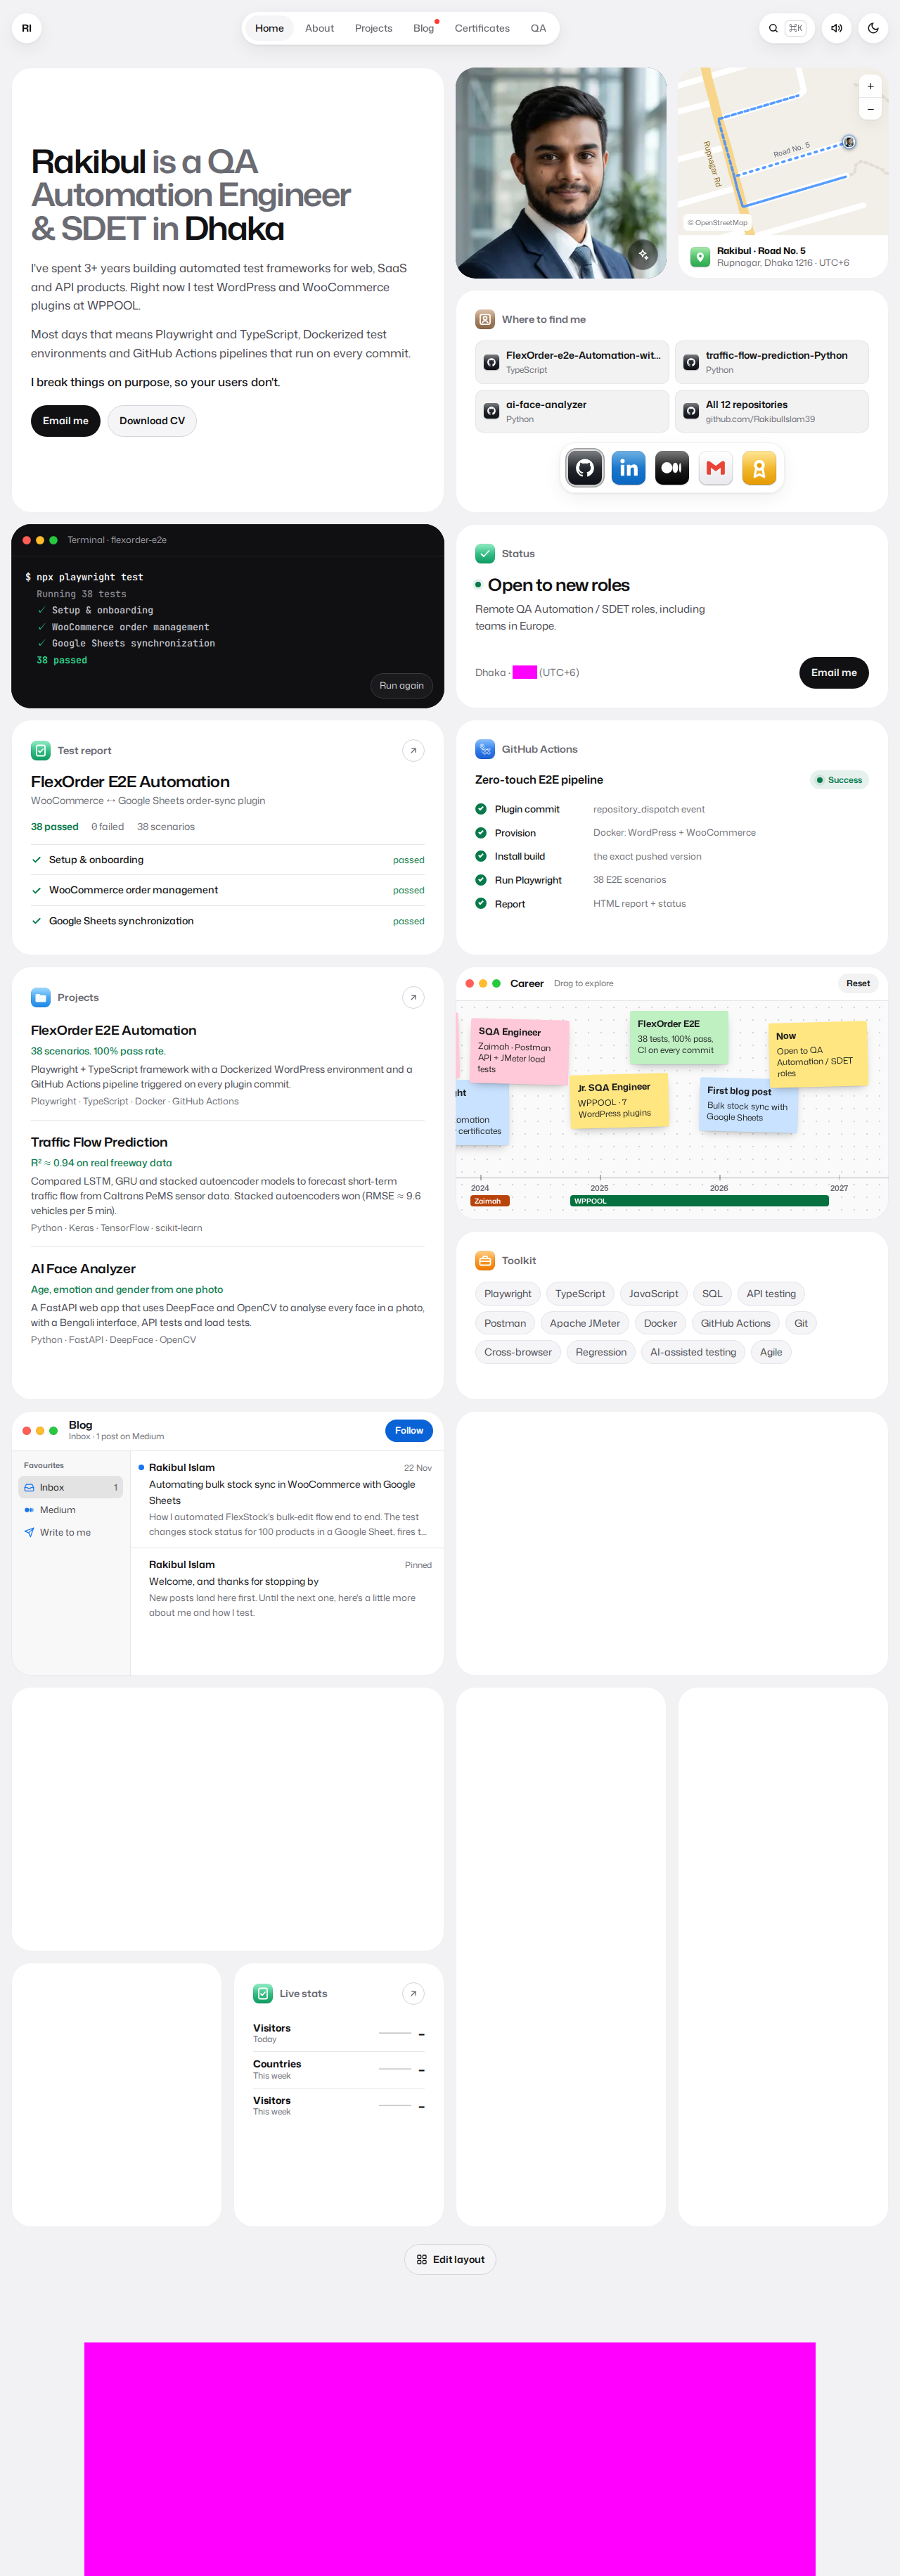 RI
Home
About
Projects
Blog
Certificates
QA
⌘K
Rakibul is a QA
Automation Engineer
& SDET in Dhaka
I've spent 3+ years building automated test frameworks for web, SaaS
and API products. Right now I test WordPress and WooCommerce
plugins at WPPOOL.
Most days that means Playwright and TypeScript, Dockerized test
environments and GitHub Actions pipelines that run on every commit.
I break things on purpose, so your users don't.
Email me
Download CV
Rupnagar Rd
Road No. 5
+
−
© OpenStreetMap
Rakibul · Road No. 5
Rupnagar, Dhaka 1216 · UTC+6
Where to find me
FlexOrder-e2e-Automation-wit...
TypeScript
traffic-flow-prediction-Python
Python
ai-face-analyzer
Python
All 12 repositories
github.com/RakibulIslam39
Terminal · flexorder-e2e
$ npx playwright test
Running 38 tests
✓ Setup & onboarding
✓ WooCommerce order management
✓ Google Sheets synchronization
38 passed
Run again
Status
Open to new roles
Remote QA Automation / SDET roles, including
teams in Europe.
Dhaka · (UTC+6)
Email me
Test report
FlexOrder E2E Automation
WooCommerce ↔ Google Sheets order-sync plugin
38 passed 0 failed 38 scenarios
Setup & onboarding passed
WooCommerce order management passed
Google Sheets synchronization passed
GitHub Actions
Zero-touch E2E pipeline
Success
Plugin commit repository_dispatch event
Provision Docker: WordPress + WooCommerce
Install build the exact pushed version
Run Playwright 38 E2E scenarios
Report HTML report + status
Projects
FlexOrder E2E Automation
38 scenarios. 100% pass rate.
Playwright + TypeScript framework with a Dockerized WordPress environment and a
GitHub Actions pipeline triggered on every plugin commit.
Playwright · TypeScript · Docker · GitHub Actions
Traffic Flow Prediction
R² ≈ 0.94 on real freeway data
Compared LSTM, GRU and stacked autoencoder models to forecast short-term
traffic flow from Caltrans PeMS sensor data. Stacked autoencoders won (RMSE ≈ 9.6
vehicles per 5 min).
Python · Keras · TensorFlow · scikit-learn
AI Face Analyzer
Age, emotion and gender from one photo
A FastAPI web app that uses DeepFace and OpenCV to analyse every face in a photo,
with a Bengali interface, API tests and load tests.
Python · FastAPI · DeepFace · OpenCV
Career
Drag to explore
Reset
SQA Engineer
Zaimah · Postman
API + JMeter load
tests
FlexOrder E2E
38 tests, 100% pass,
CI on every commit
Now
Open to QA
Automation / SDET
roles
ght
omation
certificates
Jr. SQA Engineer
WPPOOL · 7
WordPress plugins
First blog post
Bulk stock sync with
Google Sheets
2024
2025
2026
2027
Zaimah
WPPOOL
Toolkit
Playwright
TypeScript
JavaScript
SQL
API testing
Postman
Apache JMeter
Docker
GitHub Actions
Git
Cross-browser
Regression
AI-assisted testing
Agile
Blog
Inbox · 1 post on Medium
Follow
Favourites
Inbox 1
Medium
Write to me
Rakibul Islam 22 Nov
Automating bulk stock sync in WooCommerce with Google
Sheets
How I automated FlexStock's bulk-edit flow end to end. The test
changes stock status for 100 products in a Google Sheet, fires t...
Rakibul Islam Pinned
Welcome, and thanks for stopping by
New posts land here first. Until the next one, here's a little more
about me and how I test.
Live stats
Visitors
Today
–
Countries
This week
–
Visitors
This week
–
Edit layout